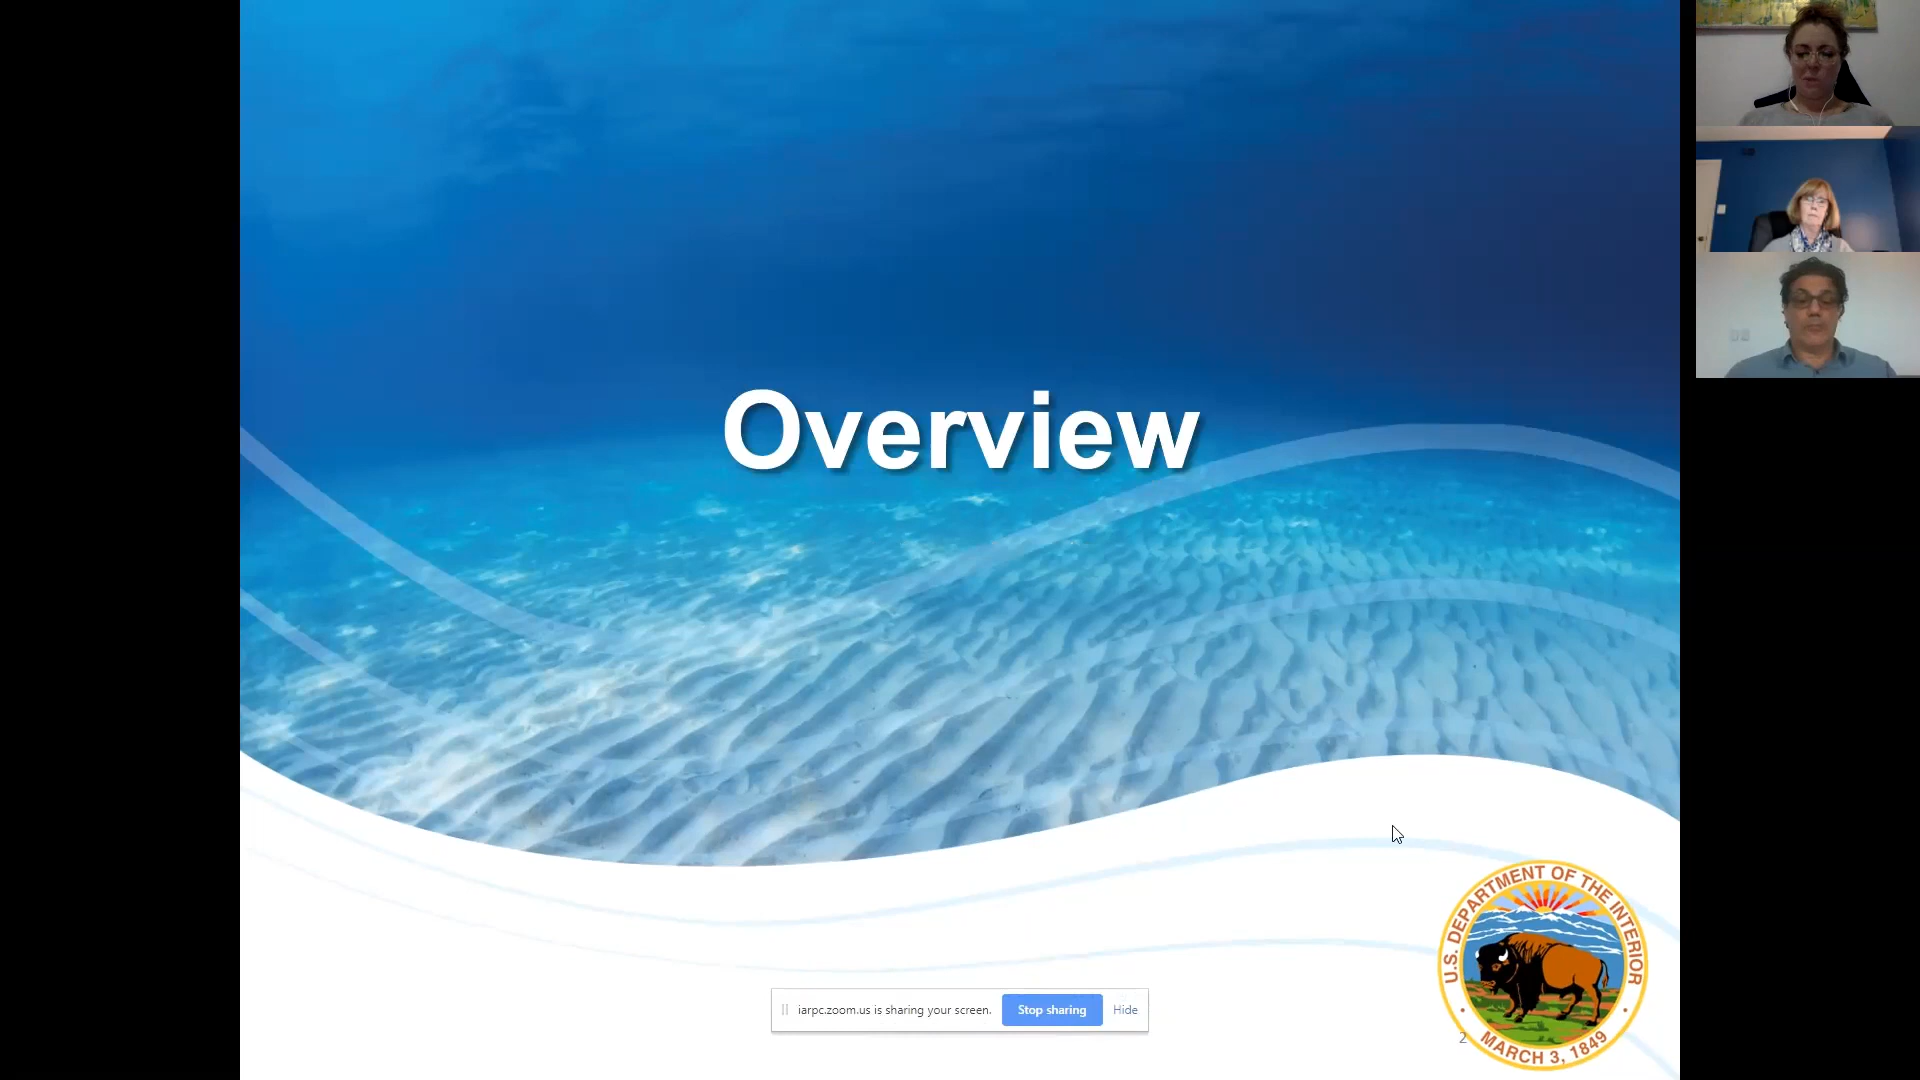 Overview
U.S. DEPARTMENT OF THE INTERIOR
MARCH 3, 1849
iarpc.zoom.us is sharing your screen.
Stop sharing
Hide
2